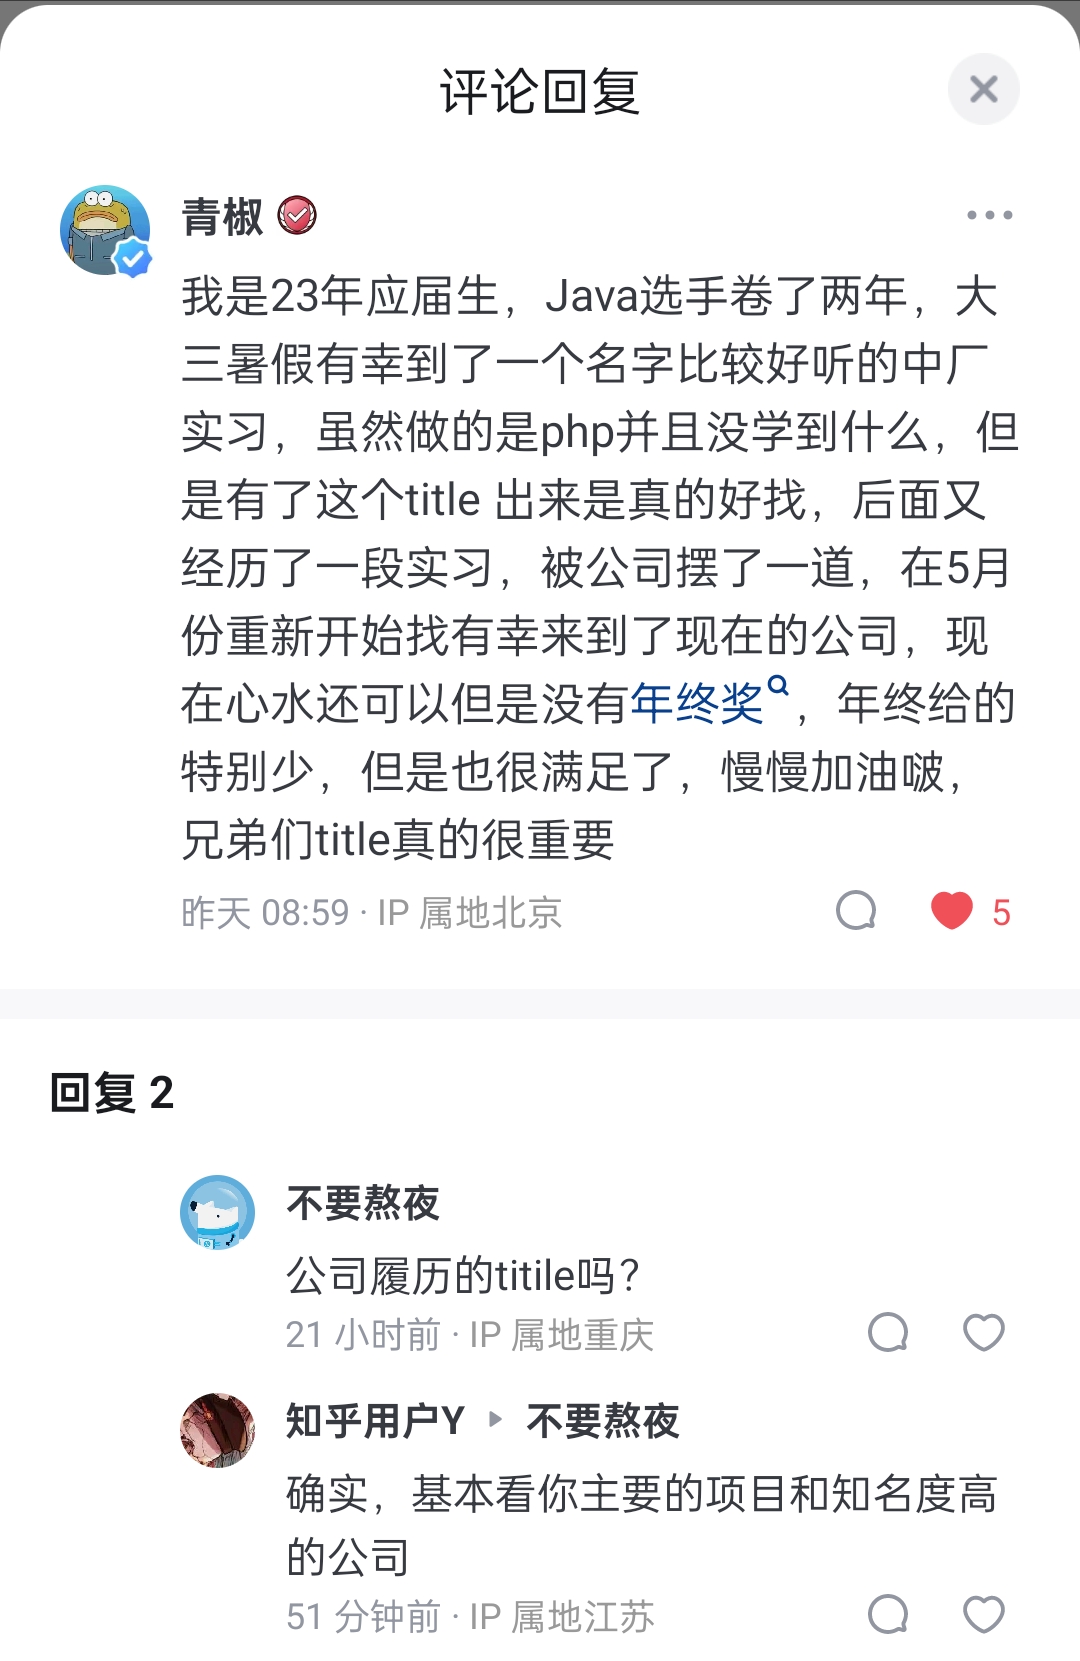 评论回复
青椒
我是23年应届生，Java选手卷了两年，大
三暑假有幸到了一个名字比较好听的中厂
实习，虽然做的是php并且没学到什么，但
是有了这个title 出来是真的好找，后面又
经历了一段实习，被公司摆了一道，在5月
份重新开始找有幸来到了现在的公司，现
在心水还可以但是没有年终奖，年终给的
特别少，但是也很满足了，慢慢加油啵，
兄弟们title真的很重要
昨天 08:59 · IP 属地北京
5
回复 2
不要熬夜
公司履历的titile吗？
21 小时前 · IP 属地重庆
知乎用户Y ▸ 不要熬夜
确实，基本看你主要的项目和知名度高
的公司
51 分钟前 · IP 属地江苏